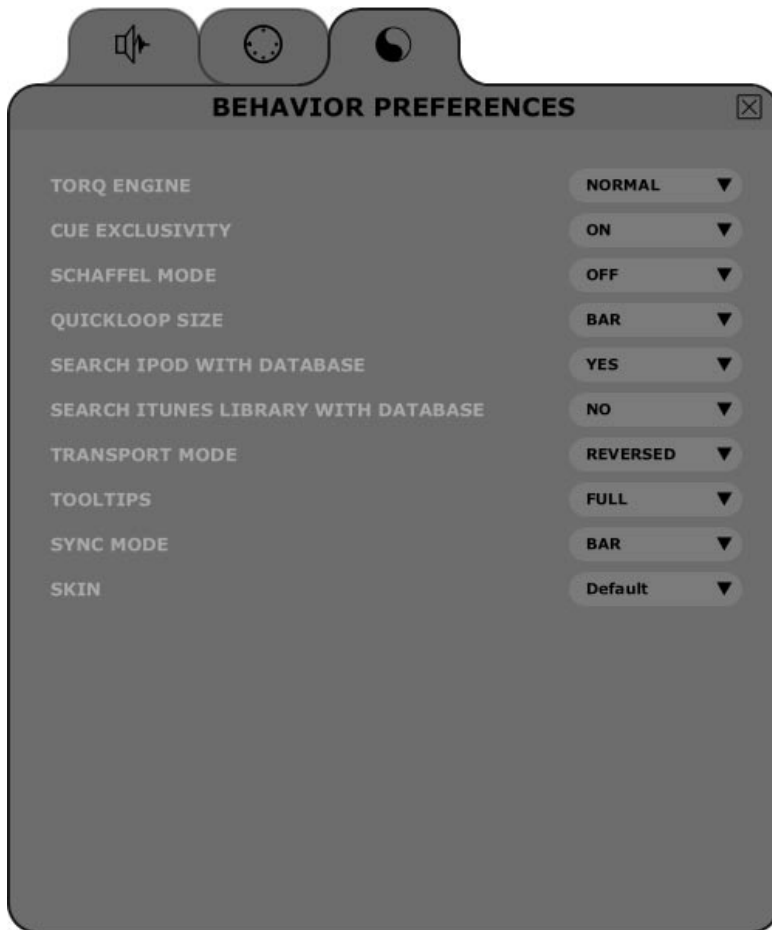 BEHAVIOR PREFERENCES
TORQ ENGINE NORMAL
CUE EXCLUSIVITY ON
SCHAFFEL MODE OFF
QUICKLOOP SIZE BAR
SEARCH IPOD WITH DATABASE YES
SEARCH ITUNES LIBRARY WITH DATABASE NO
TRANSPORT MODE REVERSED
TOOLTIPS FULL
SYNC MODE BAR
SKIN Default